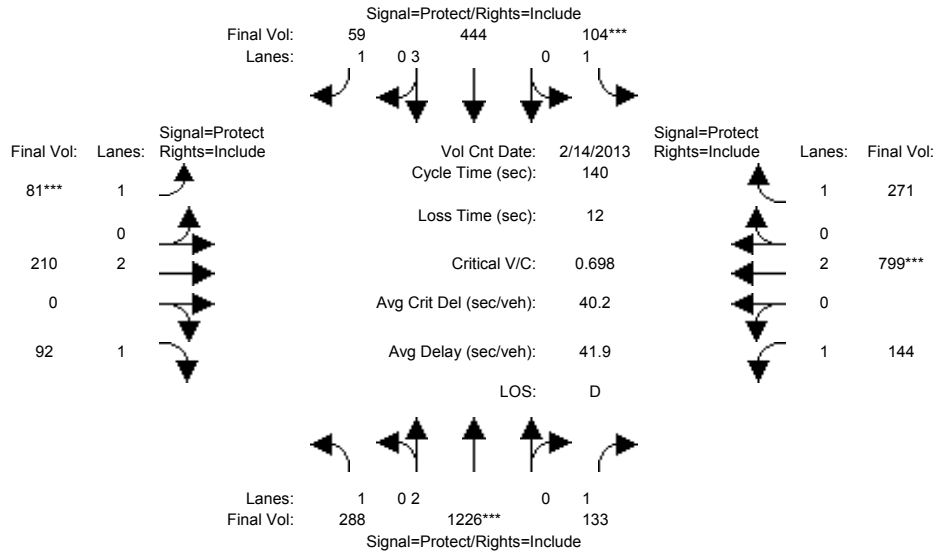 Signal=Protect/Rights=Include
Final Vol: 59 444 104***
Lanes: 1 0 3 0 1
Signal=Protect Signal=Protect
Final Vol: Lanes: Rights=Include Vol Cnt Date: 2/14/2013 Rights=Include Lanes: Final Vol:
Cycle Time (sec): 140
81*** 1 1 271
Loss Time (sec): 12
0 0
210 2 Critical V/C: 0.698 2 799***
0 0 Avg Crit Del (sec/veh): 40.2 0
92 1 Avg Delay (sec/veh): 41.9 1 144
LOS: D
Lanes: 1 0 2 0 1
Final Vol: 288 1226*** 133
Signal=Protect/Rights=Include